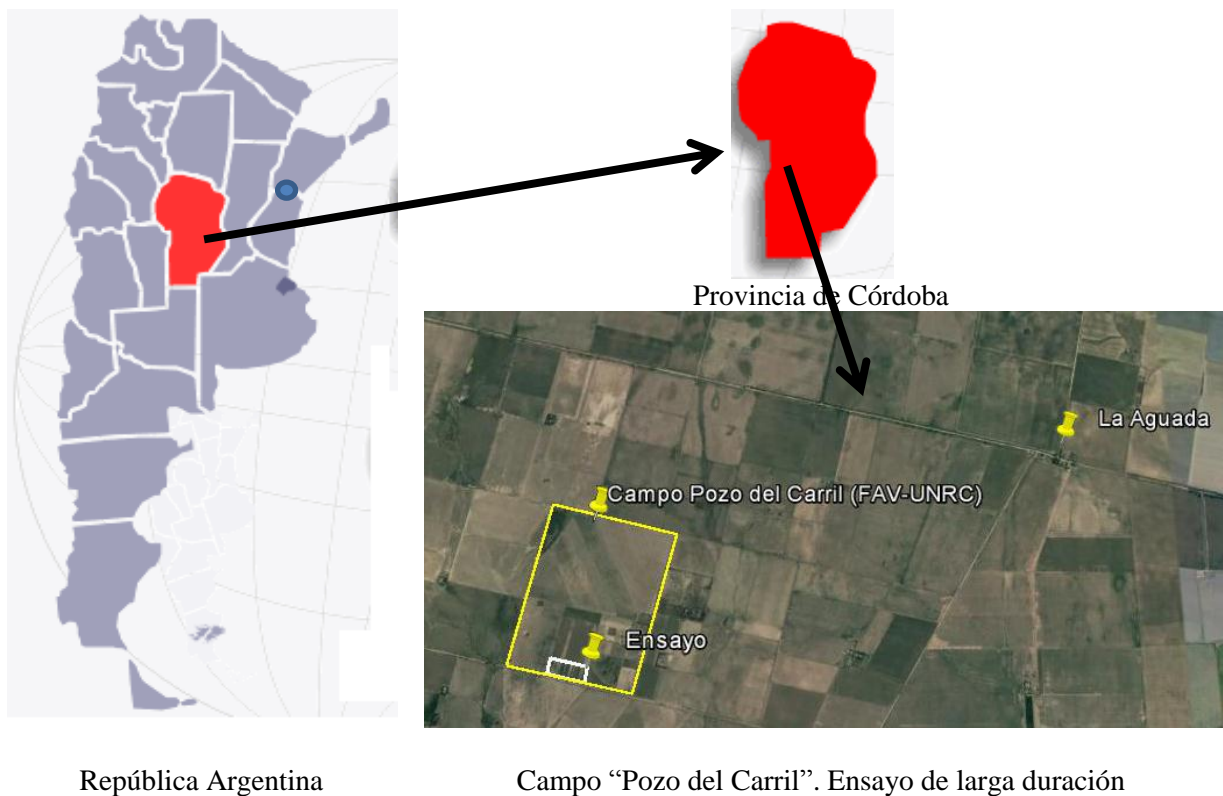 Provincia de Córdoba
La Aguada
Campo Pozo del Carril (FAV-UNRC)
Ensayo
República Argentina
Campo “Pozo del Carril”. Ensayo de larga duración